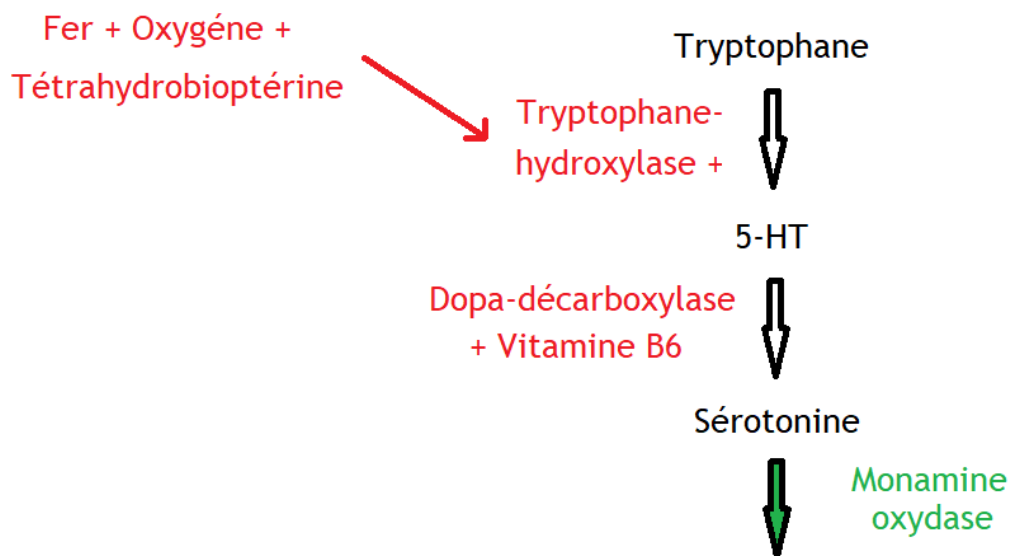 Fer + Oxygéne +
Tétrahydrobioptérine
Tryptophane
Tryptophane-
hydroxylase +
5-HT
Dopa-décarboxylase
+ Vitamine B6
Sérotonine
Monamine
oxydase